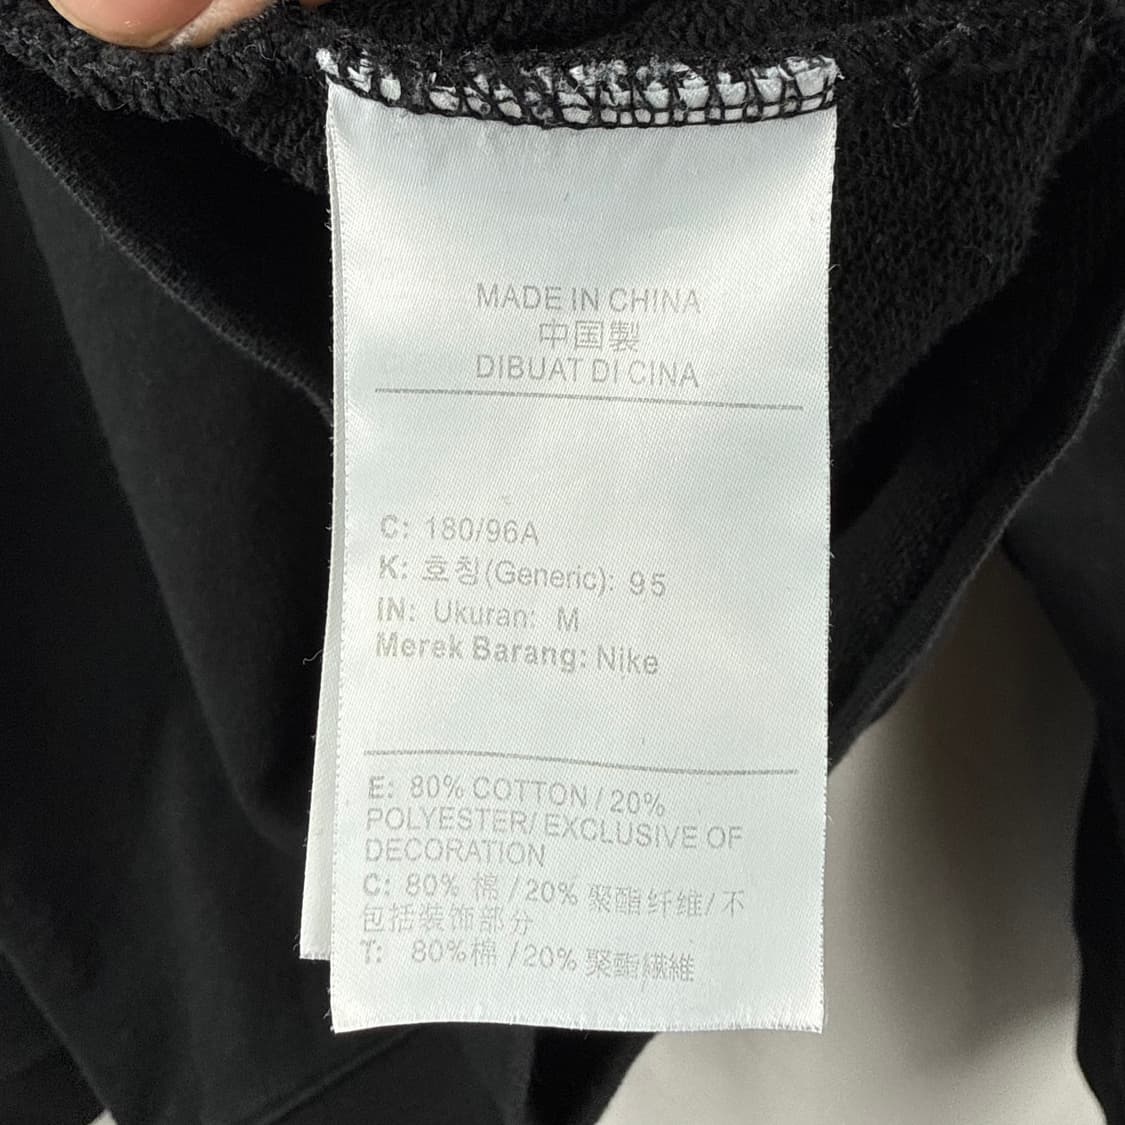 MADE IN CHINA
中国製
DIBUAT DI CINA
C: 180/96A
K: 호칭(Generic): 95
IN: Ukuran: M
Merek Barang: Nike
E: 80% COTTON / 20%
POLYESTER/ EXCLUSIVE OF
DECORATION
C: 80% 棉 /20% 聚酯纤维/ 不
包括装饰部分
T: 80%棉 /20% 聚酯纖維